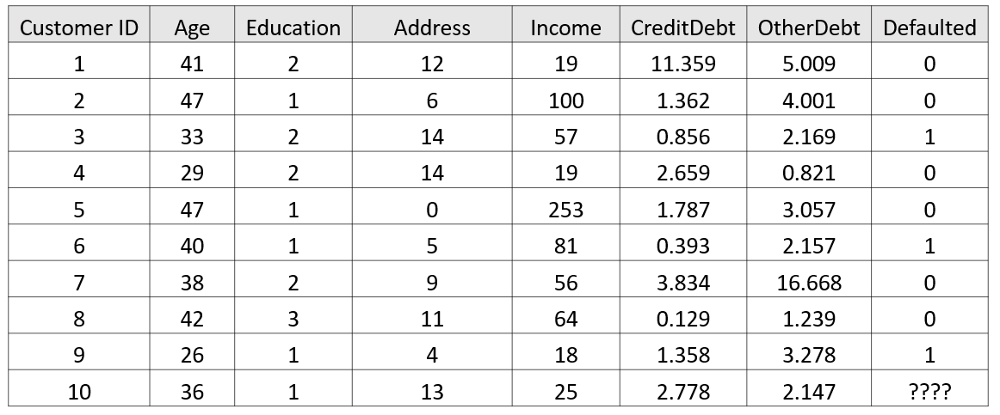 Customer ID Age Education Address Income CreditDebt OtherDebt Defaulted
1 41 2 12 19 11.359 5.009 0
2 47 1 6 100 1.362 4.001 0
3 33 2 14 57 0.856 2.169 1
4 29 2 14 19 2.659 0.821 0
5 47 1 0 253 1.787 3.057 0
6 40 1 5 81 0.393 2.157 1
7 38 2 9 56 3.834 16.668 0
8 42 3 11 64 0.129 1.239 0
9 26 1 4 18 1.358 3.278 1
10 36 1 13 25 2.778 2.147 ????